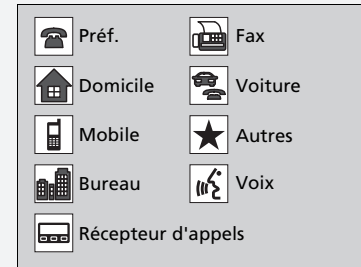 Préf. Fax
Domicile Voiture
Mobile Autres
Bureau Voix
Récepteur d'appels